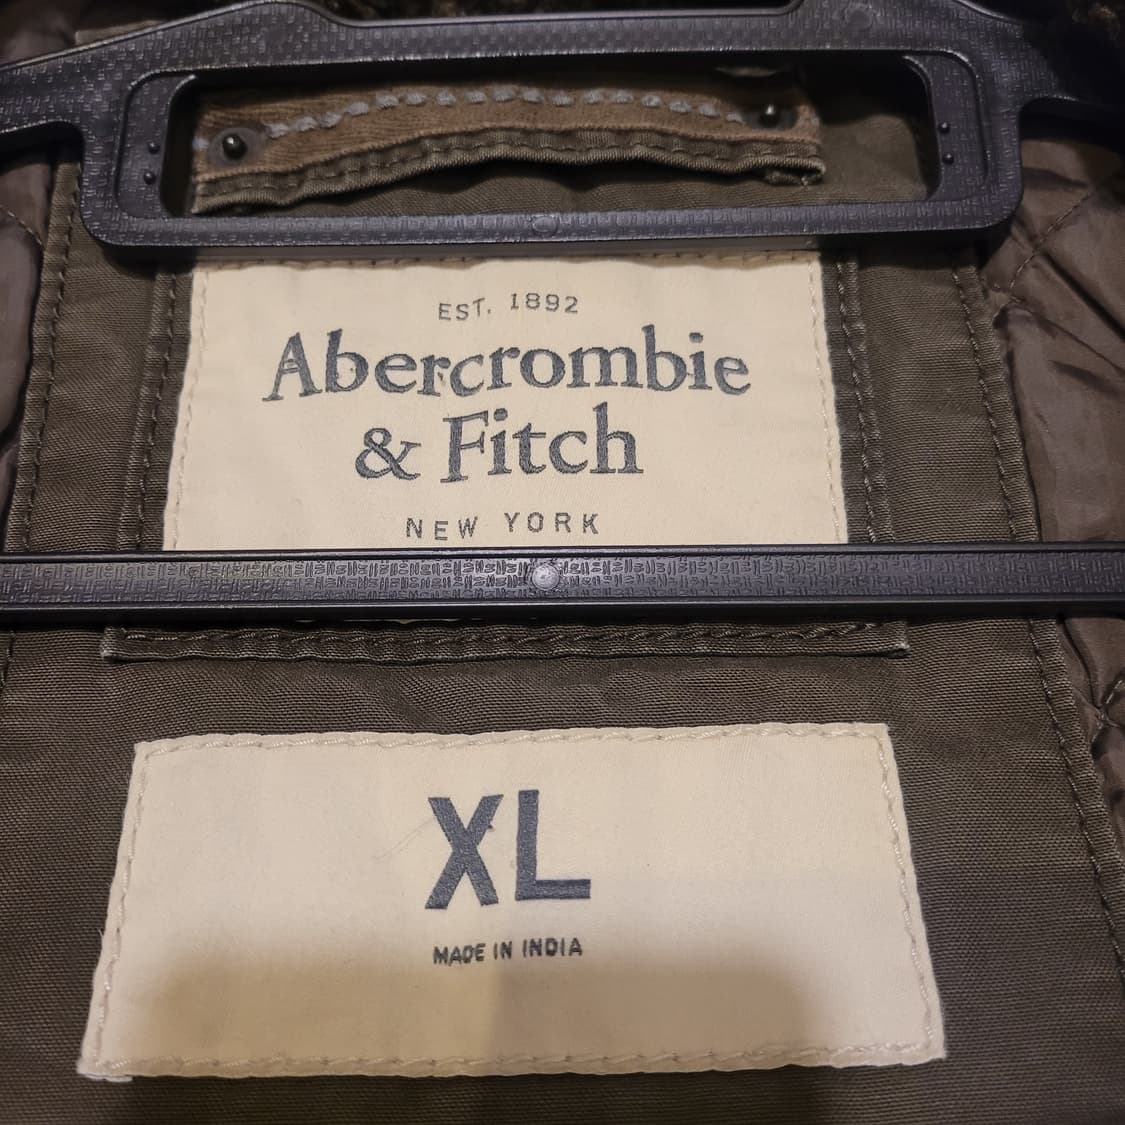 EST. 1892
Abercrombie
& Fitch
NEW YORK
XL
MADE IN INDIA